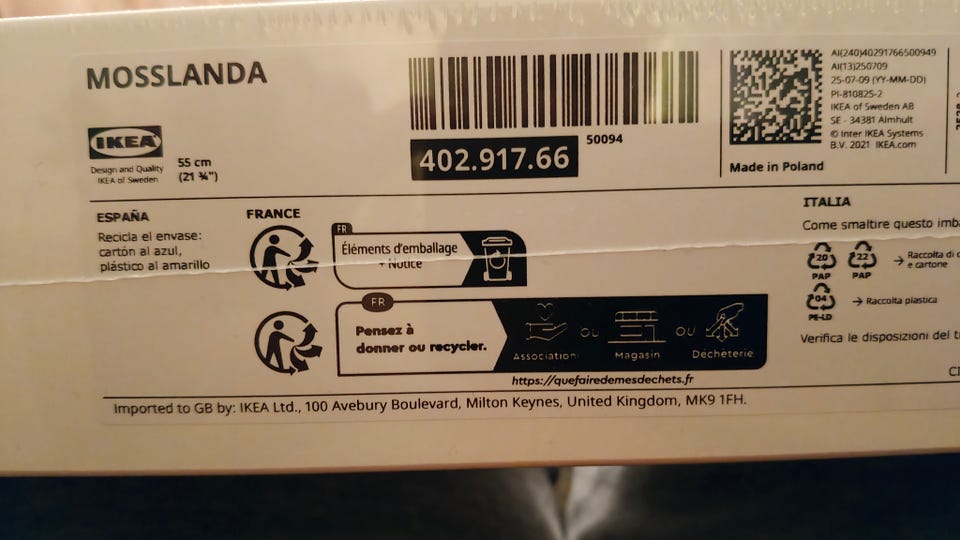 MOSSLANDA
IKEA
Design and Quality
IKEA of Sweden
55 cm
(21 ¾")
402.917.66
50094
AI(240)40291766500949
AI(13)250709
25-07-09 (YY-MM-DD)
PI-810825-2
IKEA of Sweden AB
SE - 34381 Älmhult
© Inter IKEA Systems
B.V. 2021 IKEA.com
Made in Poland
ESPAÑA
Recicla el envase:
cartón al azul,
plástico al amarillo
FRANCE
FR
Éléments d'emballage
+ Notice
FR
Pensez à
donner ou recycler.
Association
OU
Magasin
OU
Déchèterie
https://quefairedemesdechets.fr
ITALIA
Come smaltire questo
20
PAP
22
PAP
→ Raccolta di
e cartone
04
PE-LD
→ Raccolta plastica
Verifica le disposizioni del
Imported to GB by: IKEA Ltd., 100 Avebury Boulevard, Milton Keynes, United Kingdom, MK9 1FH.